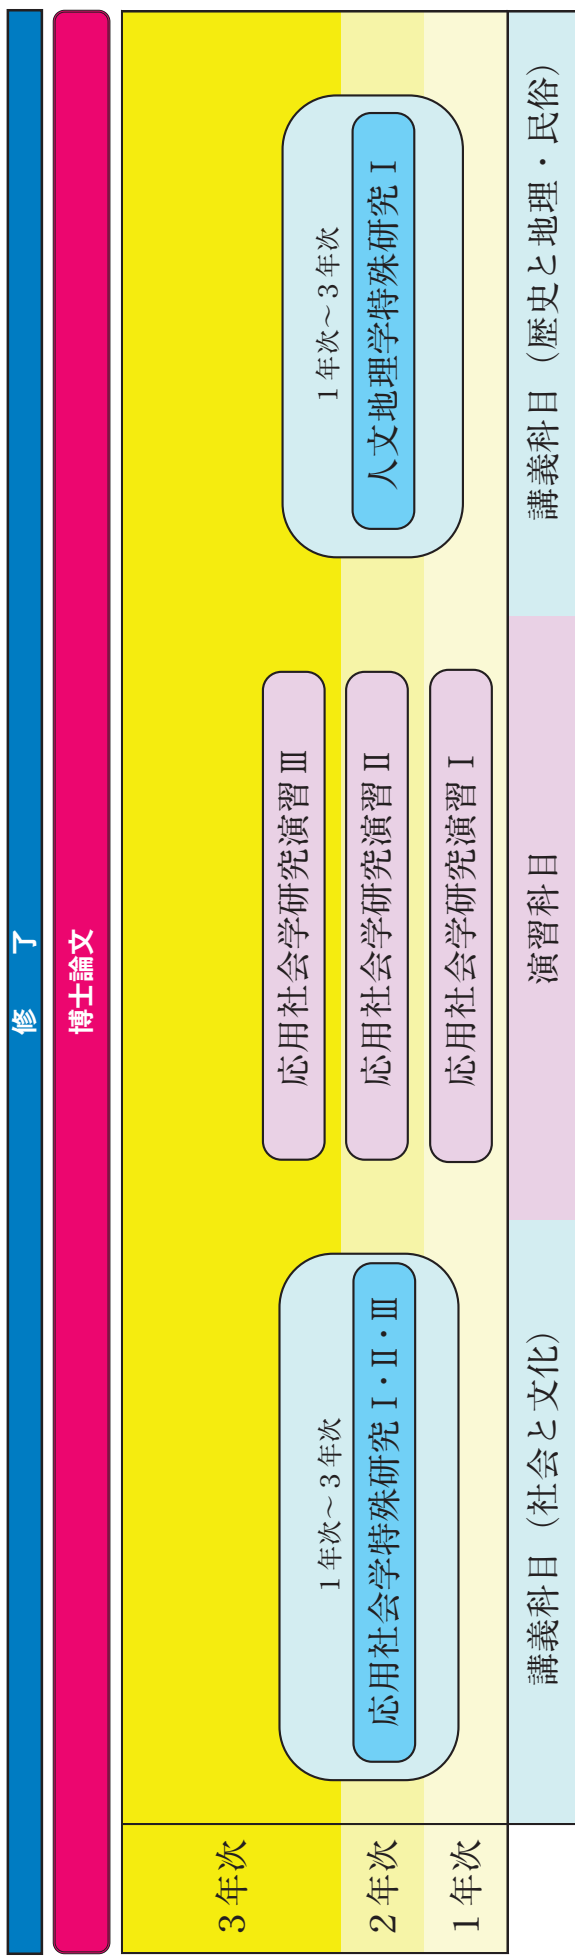 修　了
博士論文
3年次
1年次～3年次
1年次～3年次
応用社会学特殊研究Ⅰ・Ⅱ・Ⅲ
応用社会学研究演習Ⅲ
人文地理学特殊研究Ⅰ
2年次
応用社会学研究演習Ⅱ
1年次
応用社会学研究演習Ⅰ
講義科目（社会と文化）
演習科目
講義科目（歴史と地理・民俗）